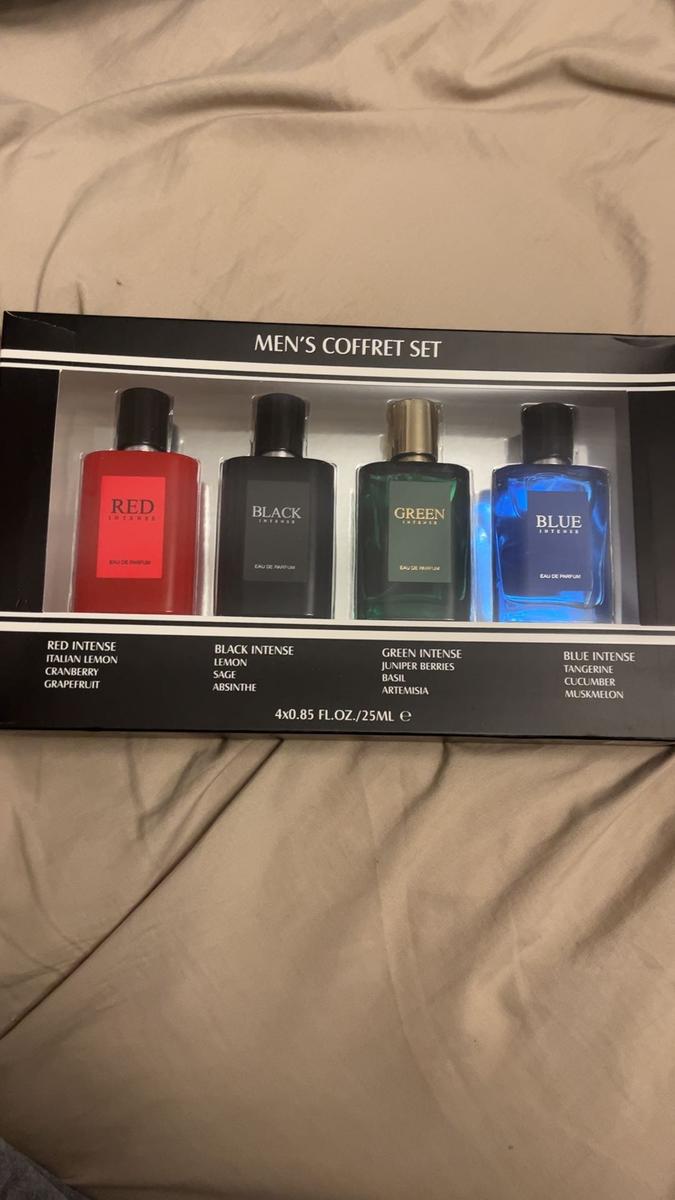 MEN'S COFFRET SET
RED
INTENSE
EAU DE PARFUM
BLACK
INTENSE
EAU DE PARFUM
GREEN
INTENSE
EAU DE PARFUM
BLUE
INTENSE
EAU DE PARFUM
RED INTENSE
ITALIAN LEMON
CRANBERRY
GRAPEFRUIT
BLACK INTENSE
LEMON
SAGE
ABSINTHE
GREEN INTENSE
JUNIPER BERRIES
BASIL
ARTEMISIA
BLUE INTENSE
TANGERINE
CUCUMBER
MUSKMELON
4x0.85 FL.OZ./25ML ℮